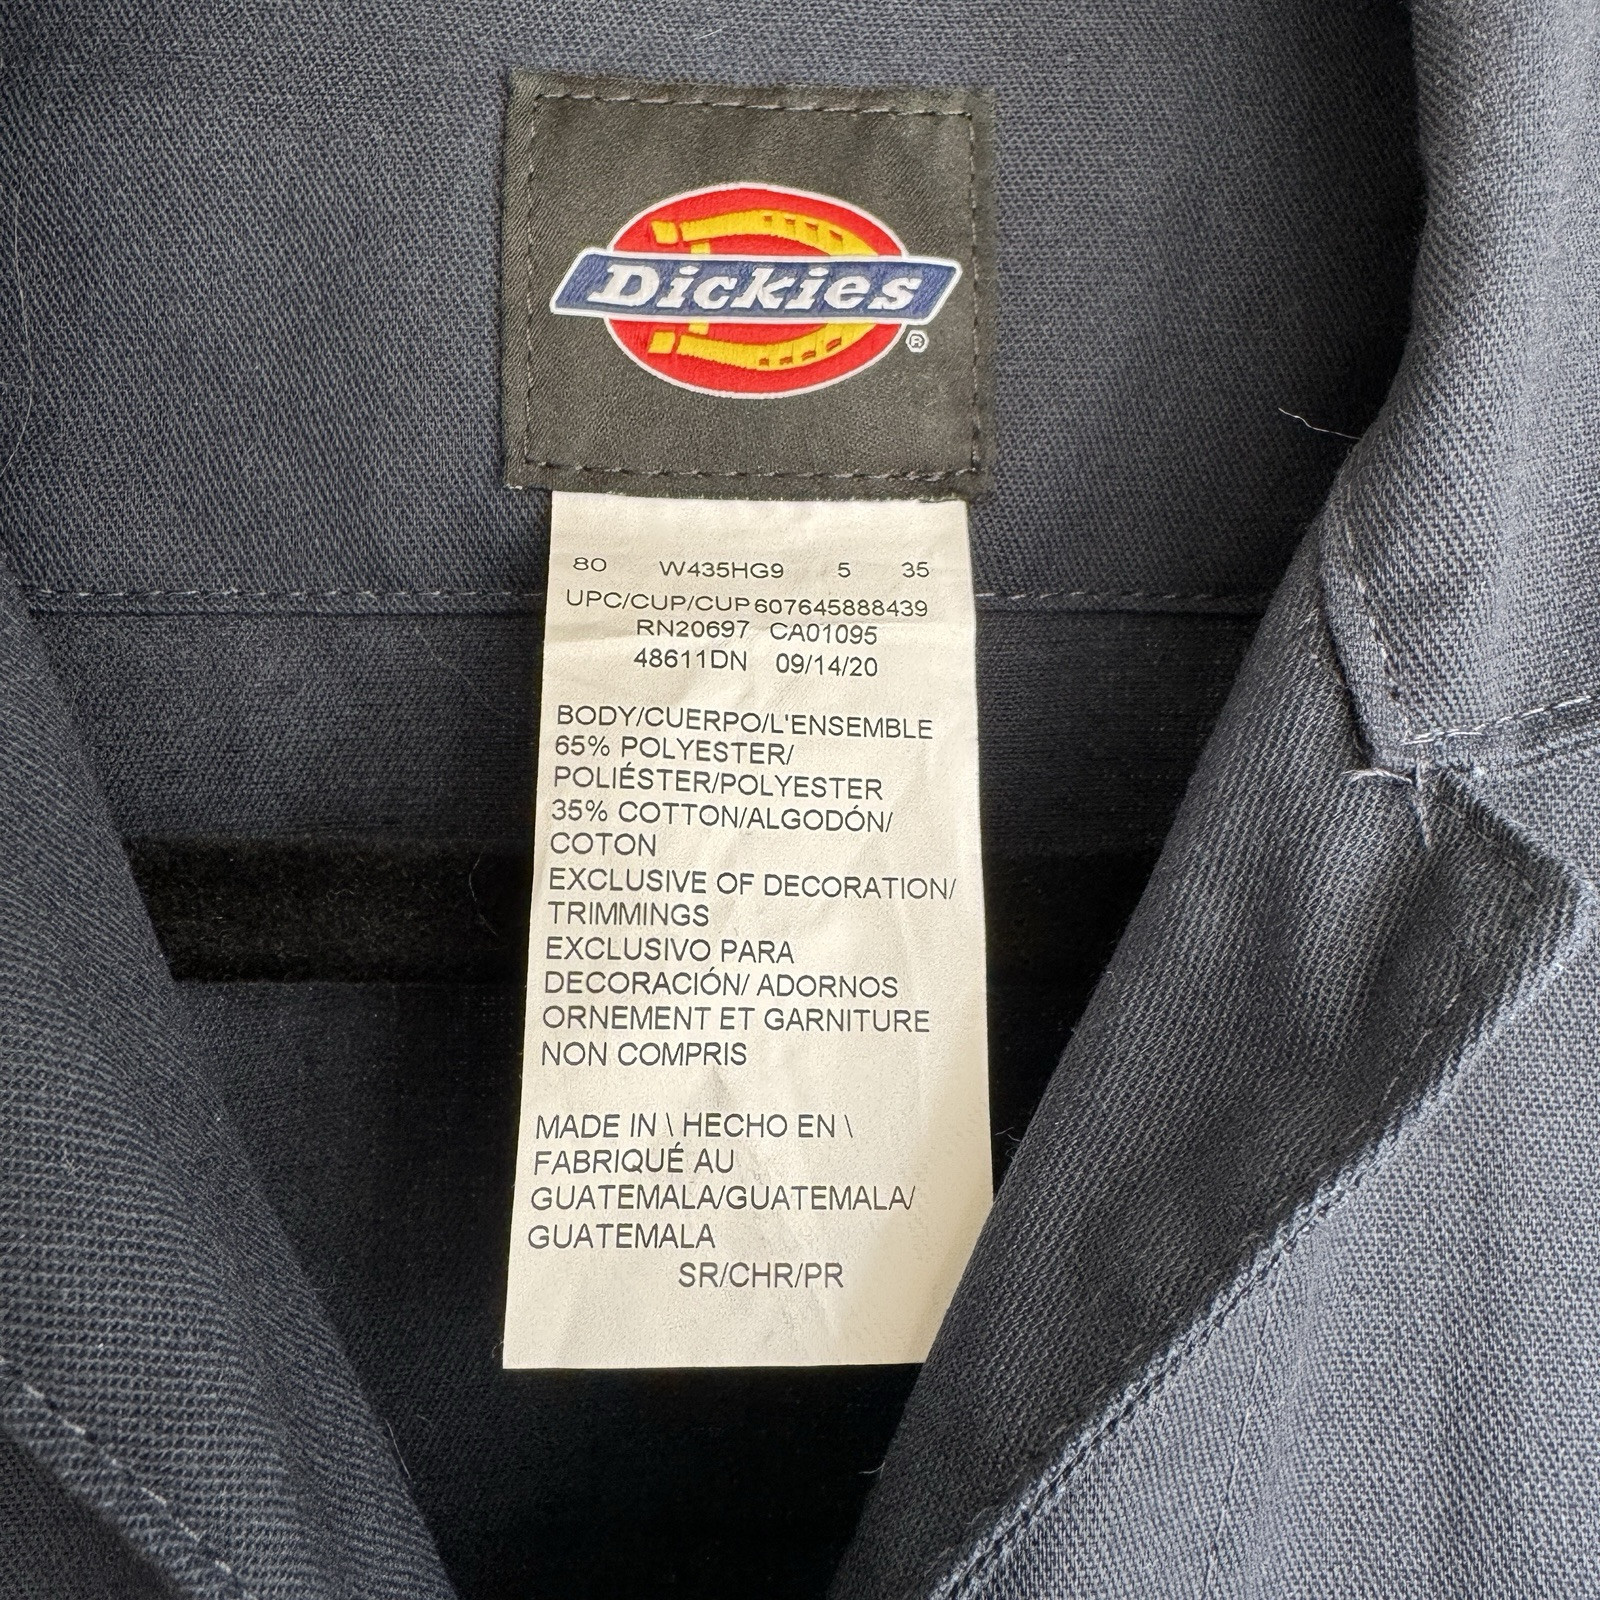 Dickies®
80 W435HG9 5 35
UPC/CUP/CUP 607645888439
RN20697 CA01095
48611DN 09/14/20
BODY/CUERPO/L'ENSEMBLE
65% POLYESTER/
POLIÉSTER/POLYESTER
35% COTTON/ALGODÓN/
COTON
EXCLUSIVE OF DECORATION/
TRIMMINGS
EXCLUSIVO PARA
DECORACIÓN/ ADORNOS
ORNEMENT ET GARNITURE
NON COMPRIS
MADE IN \ HECHO EN \
FABRIQUÉ AU
GUATEMALA/GUATEMALA/
GUATEMALA
SR/CHR/PR